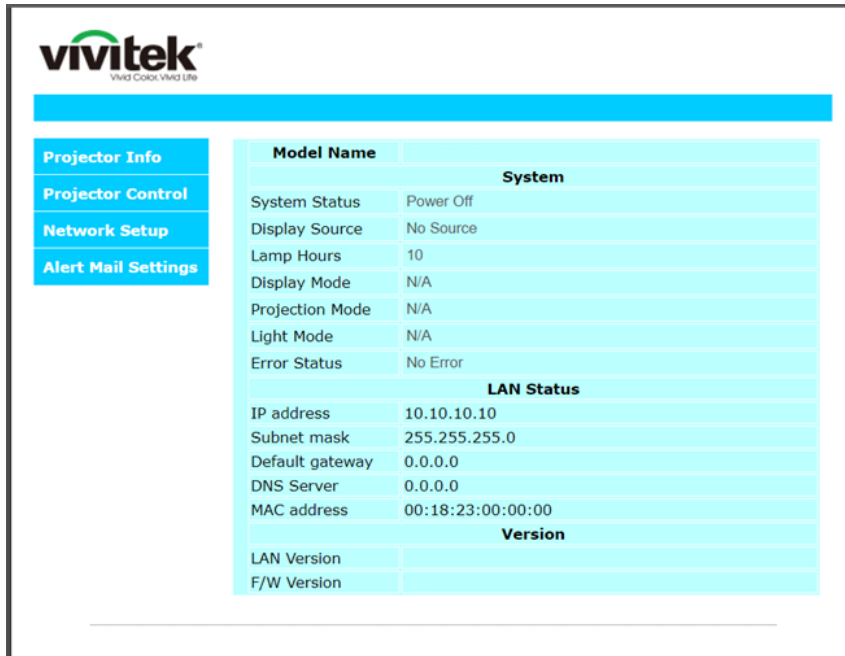 vivitek®
Vivid Color, Vivid Life
Projector Info
Projector Control
Network Setup
Alert Mail Settings
Model Name
System
System Status Power Off
Display Source No Source
Lamp Hours 10
Display Mode N/A
Projection Mode N/A
Light Mode N/A
Error Status No Error
LAN Status
IP address 10.10.10.10
Subnet mask 255.255.255.0
Default gateway 0.0.0.0
DNS Server 0.0.0.0
MAC address 00:18:23:00:00:00
Version
LAN Version
F/W Version